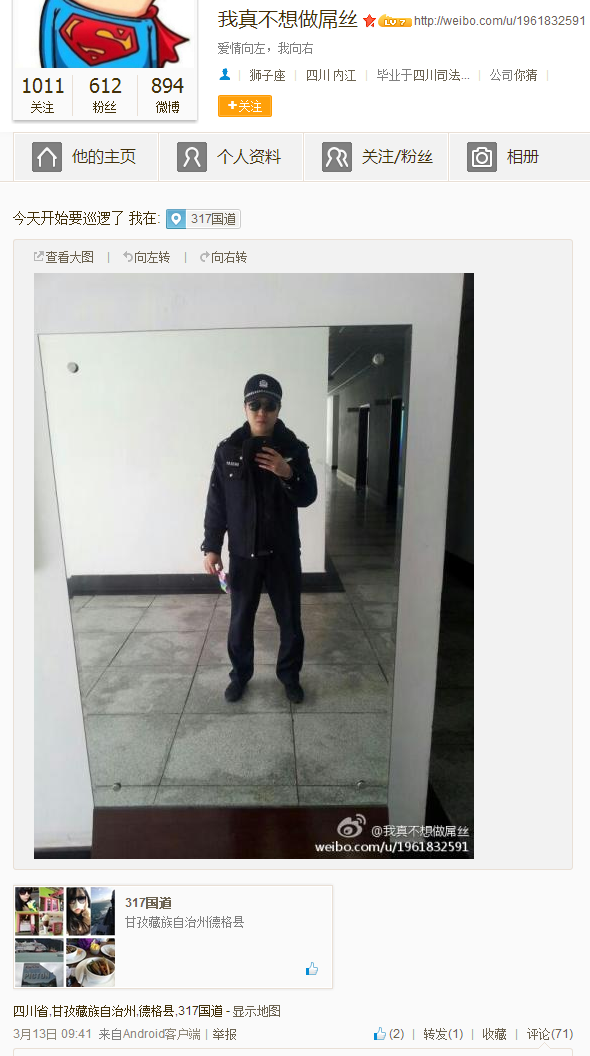 我真不想做屌丝 LV 7 http://weibo.com/u/1961832591
爱情向左，我向右
1011 612 894
关注 粉丝 微博
狮子座 | 四川 内江 | 毕业于四川司法... | 公司你猜 |
+关注
他的主页 个人资料 关注/粉丝 相册
今天开始要巡逻了 我在: 317国道
查看大图 | 向左转 | 向右转
@我真不想做屌丝
weibo.com/u/1961832591
317国道
甘孜藏族自治州德格县
四川省,甘孜藏族自治州,德格县,317国道 - 显示地图
3月13日 09:41 来自Android客户端 | 举报 (2) | 转发(1) | 收藏 | 评论(71)